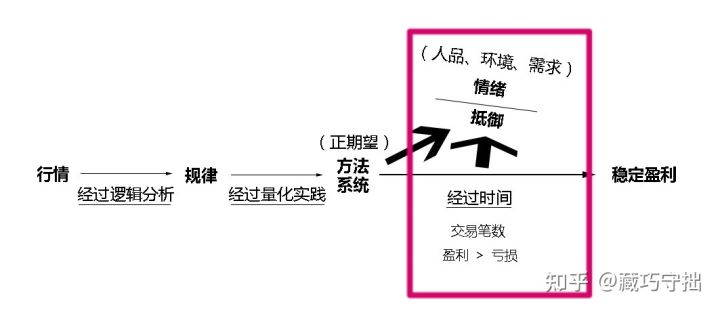 (人品、环境、需求)
情绪
抵御
(正期望)
行情
经过逻辑分析
规律
经过量化实践
方法
系统
经过时间
稳定盈利
交易笔数
盈利 > 亏损
知乎 @藏巧守拙